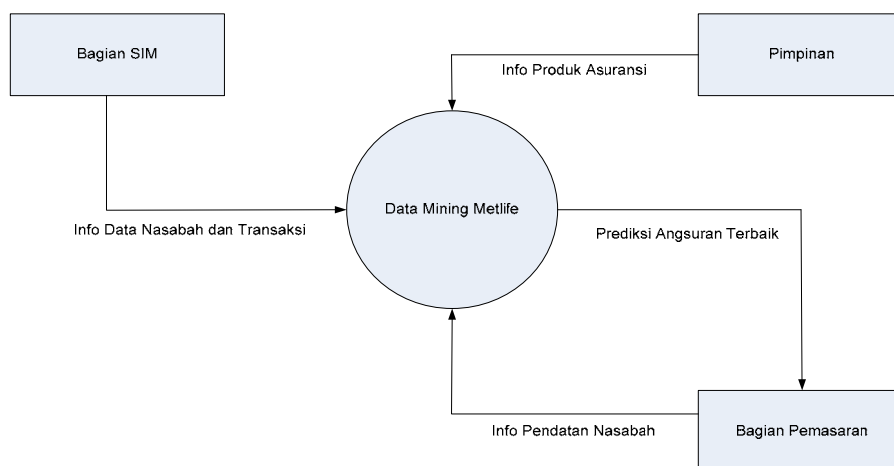 Bagian SIM
Pimpinan
Info Produk Asuransi
Data Mining Metlife
Info Data Nasabah dan Transaksi
Prediksi Angsuran Terbaik
Info Pendatan Nasabah
Bagian Pemasaran